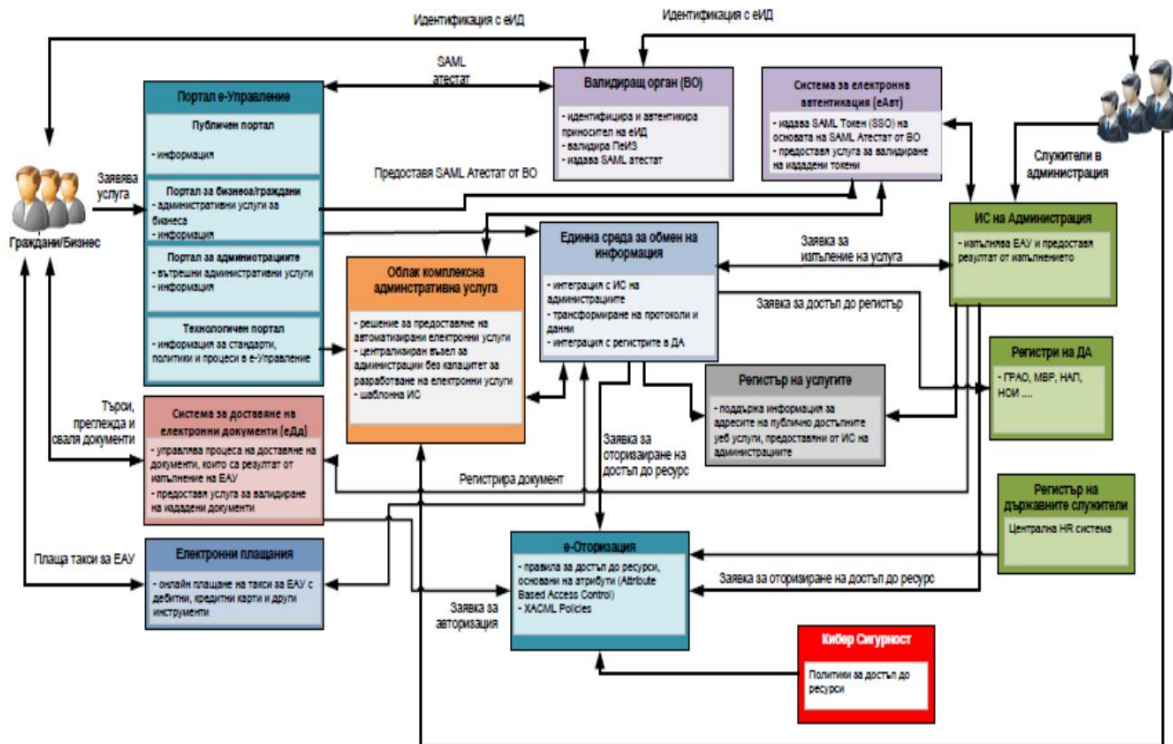 Идентификация с еИД
Идентификация с еИД
SAML
атестат
Портал е-Управление
Публичен портал
- информация
Портал за бизнеса/граждани
- административни услуги за
бизнеса
- информация
Портал за администрациите
- вътрешни административни услуги
- информация
Технологичен портал
- информация за стандарти,
политики и процеси в е-Управление
Валидиращ орган (ВО)
- идентифицира и автентикира
приносител на еИД
- валидира ПеИЗ
- издава SAML атестат
Система за електронна
автентикация (еАвт)
- издава SAML Токен (SSO) на
основата на SAML Атестат от ВО
- предоставя услуга за валидиране
на издадени токени
Служители в
администрация
Заявява
услуга
Граждани/Бизнес
Предоставя SAML Атестат от ВО
ИС на Администрация
- изпълнява ЕАУ и предоставя
резултат от изпълнението
Единна среда за обмен на
информация
- интеграция с ИС на
администрациите
- трансформиране на протоколи и
данни
- интеграция с регистрите в ДА
Заявка за
изпъление на услуга
Заявка за достъп до регистър
Облак комплексна
админстративна услуга
- решение за предоставяне на
автоматизирани електронни услуги
- централизиран възел за
администрации без капацитет за
разработване на електронни услуги
- шаблонна ИС
Регистри на ДА
- ГРАО, МВР, НАП,
НОИ ....
Регистър на услугите
- поддържа информация за
адресите на публично достъпните
уеб услуги, предоставяни от ИС на
администрациите
Търси,
преглежда и
сваля документи
Система за доставяне на
електронни документи (еДд)
- управлява процеса на доставяне на
документи, които са резултат от
изпълнение на ЕАУ
- предоставя услуга за валидиране
на издадени документи
Заявка за
оторизаиране на
достъп до ресурс
Регистрира документ
Регистър на
държавните служители
Централна HR система
Плаща такси за ЕАУ
Електронни плащания
- онлайн плащане на такси за ЕАУ с
дебитни, кредитни карти и други
инструменти
е-Оторизация
- правила за достъп до ресурси,
основани на атрибути (Attribute
Based Access Control)
- XACML Policies
Заявка за оторизиране на достъп до ресурс
Заявка за
авторизация
Кибер Сигурност
Политики за достъп до
ресурси